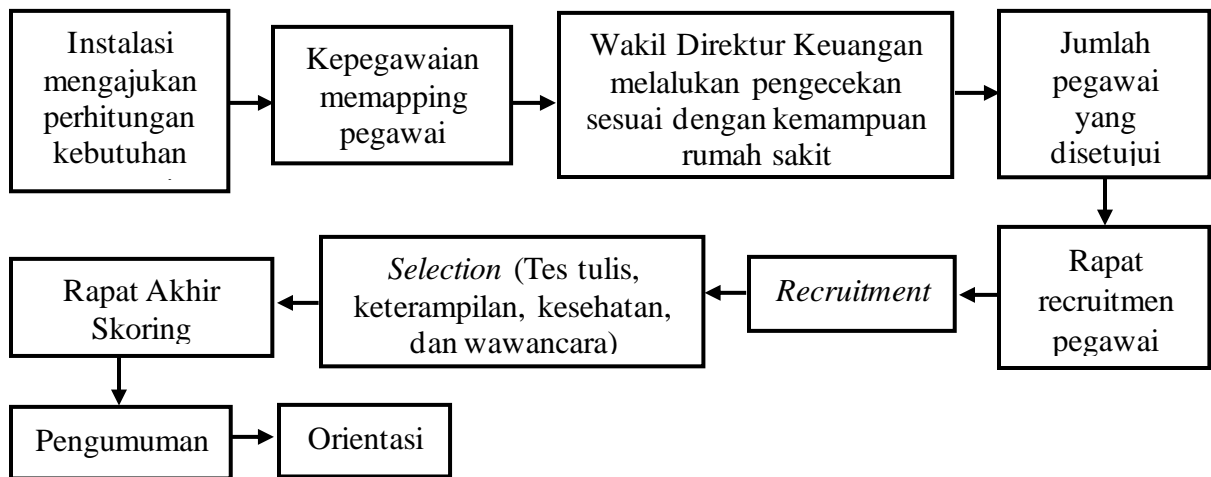 Instalasi
mengajukan
perhitungan
kebutuhan
Kepegawaian
memapping
pegawai
Wakil Direktur Keuangan
melalukan pengecekan
sesuai dengan kemampuan
rumah sakit
Jumlah
pegawai
yang
disetujui
Rapat
recruitmen
pegawai
Recruitment
Selection (Tes tulis,
keterampilan, kesehatan,
dan wawancara)
Rapat Akhir
Skoring
Pengumuman
Orientasi